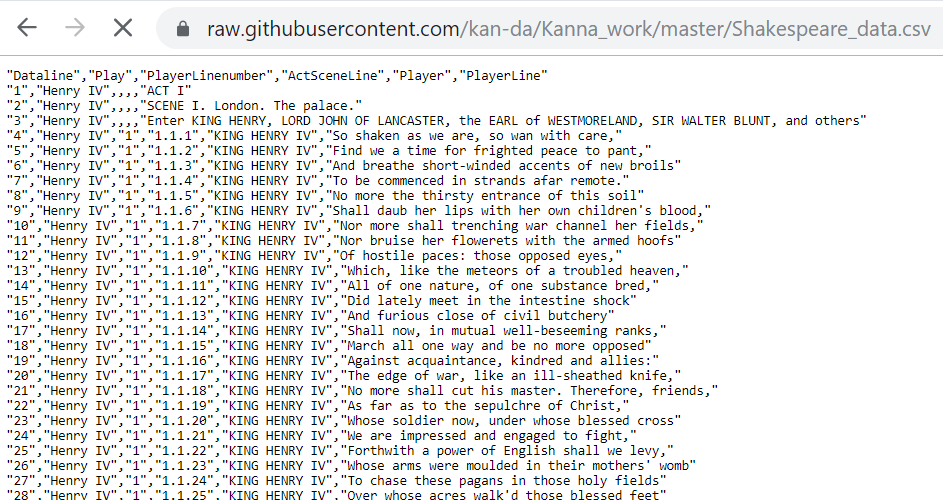 raw.githubusercontent.com/kan-da/Kanna_work/master/Shakespeare_data.csv
"Dataline","Play","PlayerLinenumber","ActSceneLine","Player","PlayerLine"
"1","Henry IV",,,,"ACT I"
"2","Henry IV",,,,"SCENE I. London. The palace."
"3","Henry IV",,,,"Enter KING HENRY, LORD JOHN OF LANCASTER, the EARL of WESTMORELAND, SIR WALTER BLUNT, and others"
"4","Henry IV","1","1.1.1","KING HENRY IV","So shaken as we are, so wan with care,"
"5","Henry IV","1","1.1.2","KING HENRY IV","Find we a time for frighted peace to pant,"
"6","Henry IV","1","1.1.3","KING HENRY IV","And breathe short-winded accents of new broils"
"7","Henry IV","1","1.1.4","KING HENRY IV","To be commenced in strands afar remote."
"8","Henry IV","1","1.1.5","KING HENRY IV","No more the thirsty entrance of this soil"
"9","Henry IV","1","1.1.6","KING HENRY IV","Shall daub her lips with her own children's blood,"
"10","Henry IV","1","1.1.7","KING HENRY IV","Nor more shall trenching war channel her fields,"
"11","Henry IV","1","1.1.8","KING HENRY IV","Nor bruise her flowerets with the armed hoofs"
"12","Henry IV","1","1.1.9","KING HENRY IV","Of hostile paces: those opposed eyes,"
"13","Henry IV","1","1.1.10","KING HENRY IV","Which, like the meteors of a troubled heaven,"
"14","Henry IV","1","1.1.11","KING HENRY IV","All of one nature, of one substance bred,"
"15","Henry IV","1","1.1.12","KING HENRY IV","Did lately meet in the intestine shock"
"16","Henry IV","1","1.1.13","KING HENRY IV","And furious close of civil butchery"
"17","Henry IV","1","1.1.14","KING HENRY IV","Shall now, in mutual well-beseeming ranks,"
"18","Henry IV","1","1.1.15","KING HENRY IV","March all one way and be no more opposed"
"19","Henry IV","1","1.1.16","KING HENRY IV","Against acquaintance, kindred and allies:"
"20","Henry IV","1","1.1.17","KING HENRY IV","The edge of war, like an ill-sheathed knife,"
"21","Henry IV","1","1.1.18","KING HENRY IV","No more shall cut his master. Therefore, friends,"
"22","Henry IV","1","1.1.19","KING HENRY IV","As far as to the sepulchre of Christ,"
"23","Henry IV","1","1.1.20","KING HENRY IV","Whose soldier now, under whose blessed cross"
"24","Henry IV","1","1.1.21","KING HENRY IV","We are impressed and engaged to fight,"
"25","Henry IV","1","1.1.22","KING HENRY IV","Forthwith a power of English shall we levy,"
"26","Henry IV","1","1.1.23","KING HENRY IV","Whose arms were moulded in their mothers' womb"
"27","Henry IV","1","1.1.24","KING HENRY IV","To chase these pagans in those holy fields"
"28","Henry IV","1","1.1.25","KING HENRY IV","Over whose acres walk'd those blessed feet"